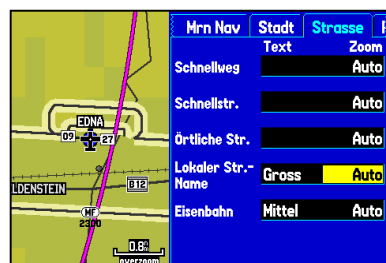 Mrn Nav Stadt Strasse
Text Zoom
Schnellweg Auto
Schnellstr. Auto
Örtliche Str. Auto
Lokaler Str.-
Name Gross Auto
Eisenbahn Mittel Auto
EDNA
09 27
LDENSTEIN B12
MF
2300
0.8
overzoom